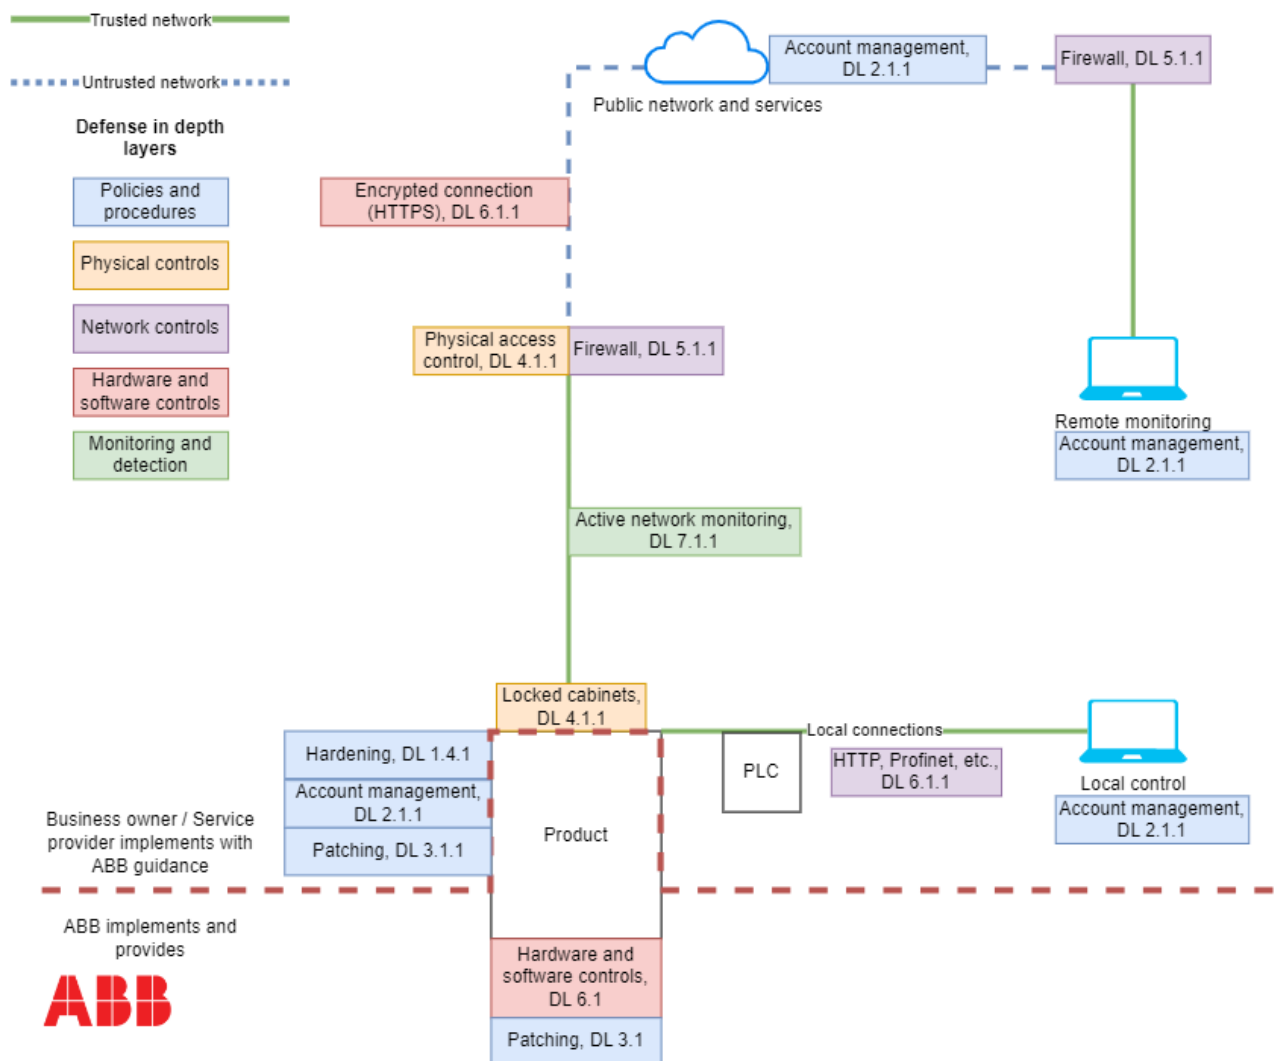 Trusted network
Untrusted network
Defense in depth
layers
Policies and
procedures
Physical controls
Network controls
Hardware and
software controls
Monitoring and
detection
Public network and services
Account management,
DL 2.1.1
Firewall, DL 5.1.1
Encrypted connection
(HTTPS), DL 6.1.1
Physical access
control, DL 4.1.1
Firewall, DL 5.1.1
Remote monitoring
Account management,
DL 2.1.1
Active network monitoring,
DL 7.1.1
Locked cabinets,
DL 4.1.1
Hardening, DL 1.4.1
Account management,
DL 2.1.1
Patching, DL 3.1.1
Product
Local connections
PLC
HTTP, Profinet, etc.,
DL 6.1.1
Local control
Account management,
DL 2.1.1
Business owner / Service
provider implements with
ABB guidance
ABB implements and
provides
ABB
Hardware and
software controls,
DL 6.1
Patching, DL 3.1